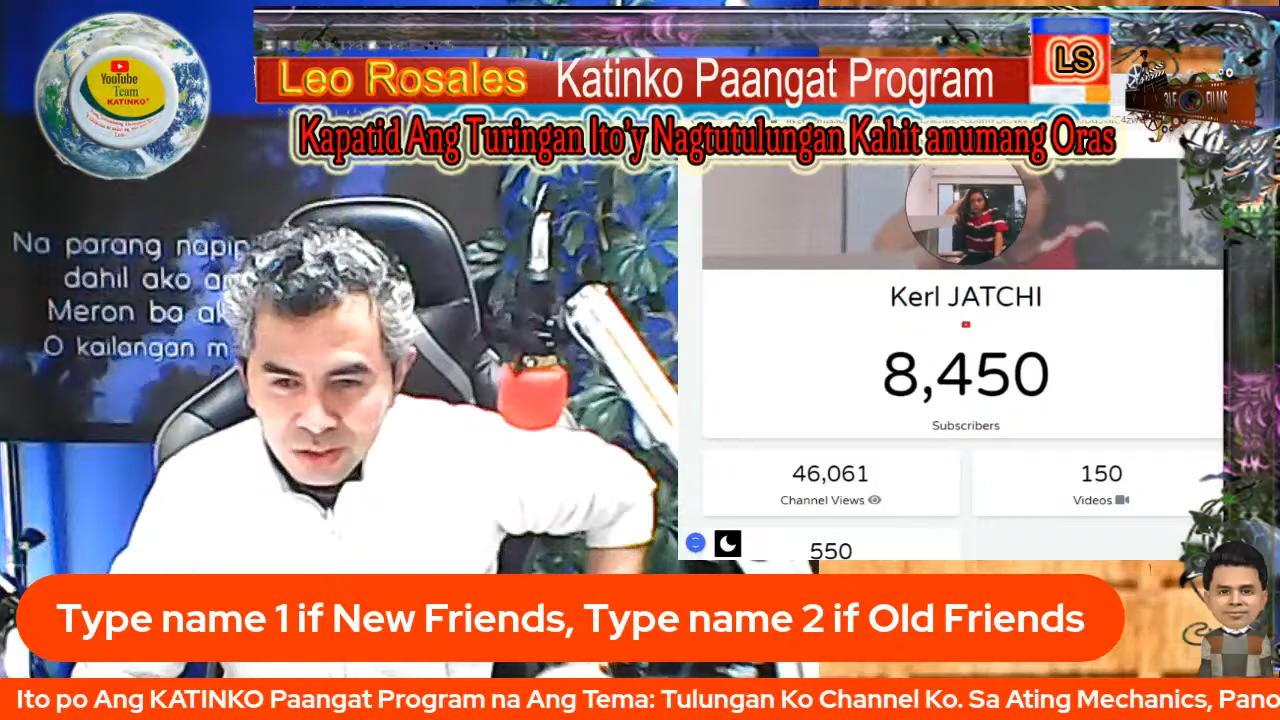 YouTube
Team
KATINKO
Leo Rosales Katinko Paangat Program
LS
FILMS
Kapatid Ang Turingan Ito'y Nagtutulungan Kahit anumang Oras
Na parang
dahil ako
Meron ba
O kailangan
Kerl JATCHI
8,450
Subscribers
46,061
Channel Views
150
Videos
550
Type name 1 if New Friends, Type name 2 if Old Friends
Ito po Ang KATINKO Paangat Program na Ang Tema: Tulungan Ko Channel Ko. Sa Ating Mechanics,